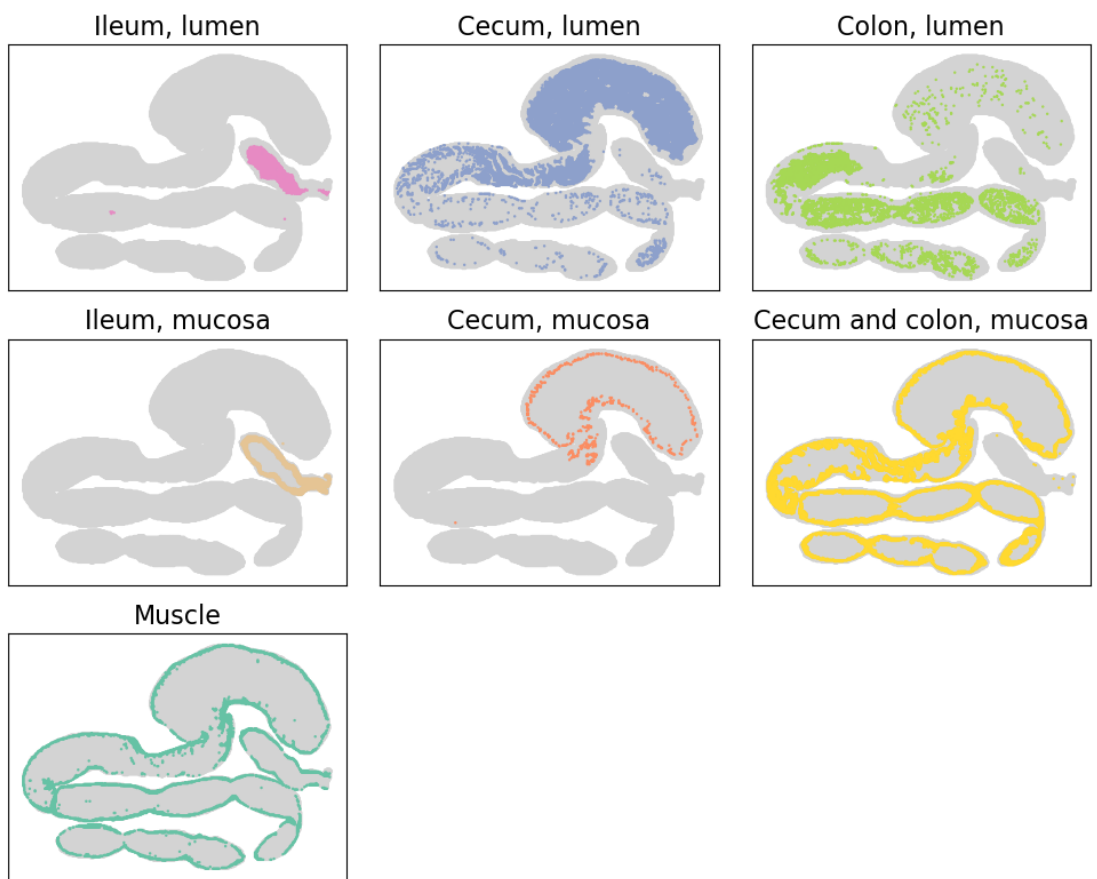 Ileum, lumen
Cecum, lumen
Colon, lumen
Ileum, mucosa
Cecum, mucosa
Cecum and colon, mucosa
Muscle